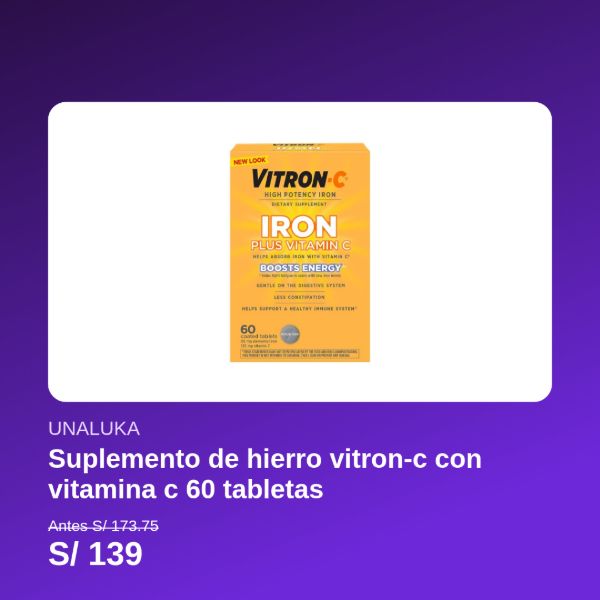 VITRON-C
NEW LOOK
VITRON-C
HIGH POTENCY IRON
DIETARY SUPPLEMENT
IRON
PLUS VITAMIN C
HELPS ABSORB IRON WITH VITAMIN C*
BOOSTS ENERGY
GENTLE ON THE DIGESTIVE SYSTEM
LESS CONSTIPATION
HELPS SUPPORT A HEALTHY IMMUNE SYSTEM*
60
coated tablets
UNALUKA
Suplemento de hierro vitron-c con
vitamina c 60 tabletas
Antes S/ 173.75
S/ 139